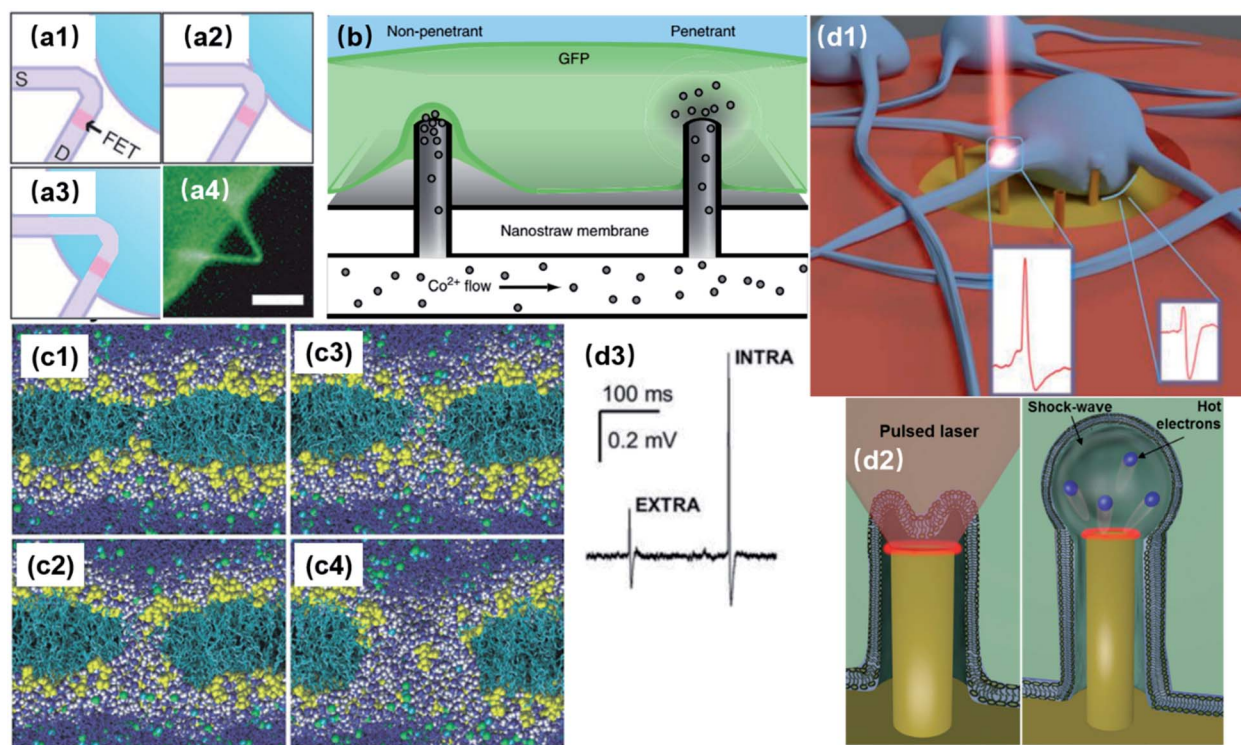 (a1)
S
FET
D
(a2)
(a3)
(a4)
(b)
Non-penetrant
Penetrant
GFP
Nanostraw membrane
Co²⁺ flow
(d1)
(c1)
(c3)
(c2)
(c4)
(d3)
INTRA
100 ms
0.2 mV
EXTRA
Pulsed laser
(d2)
Shock-wave
Hot
electrons